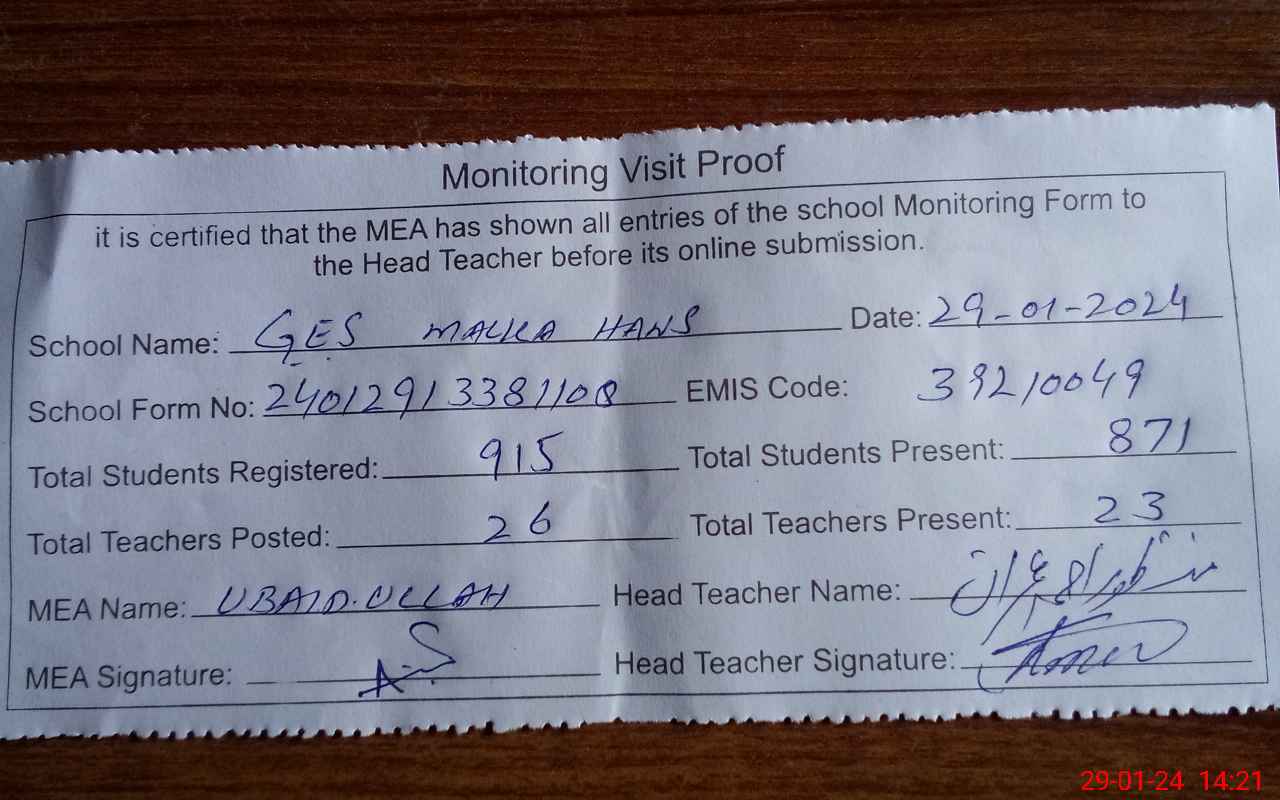 Monitoring Visit Proof
it is certified that the MEA has shown all entries of the school Monitoring Form to
the Head Teacher before its online submission.
School Name: GES MALKA HANS Date: 29-01-2024
School Form No: 24012913381108 EMIS Code: 39210049
Total Students Registered: 915 Total Students Present: 871
Total Teachers Posted: 26 Total Teachers Present: 23
MEA Name: UBAID.ULLAH Head Teacher Name:
MEA Signature: Head Teacher Signature:
29-01-24 14:21